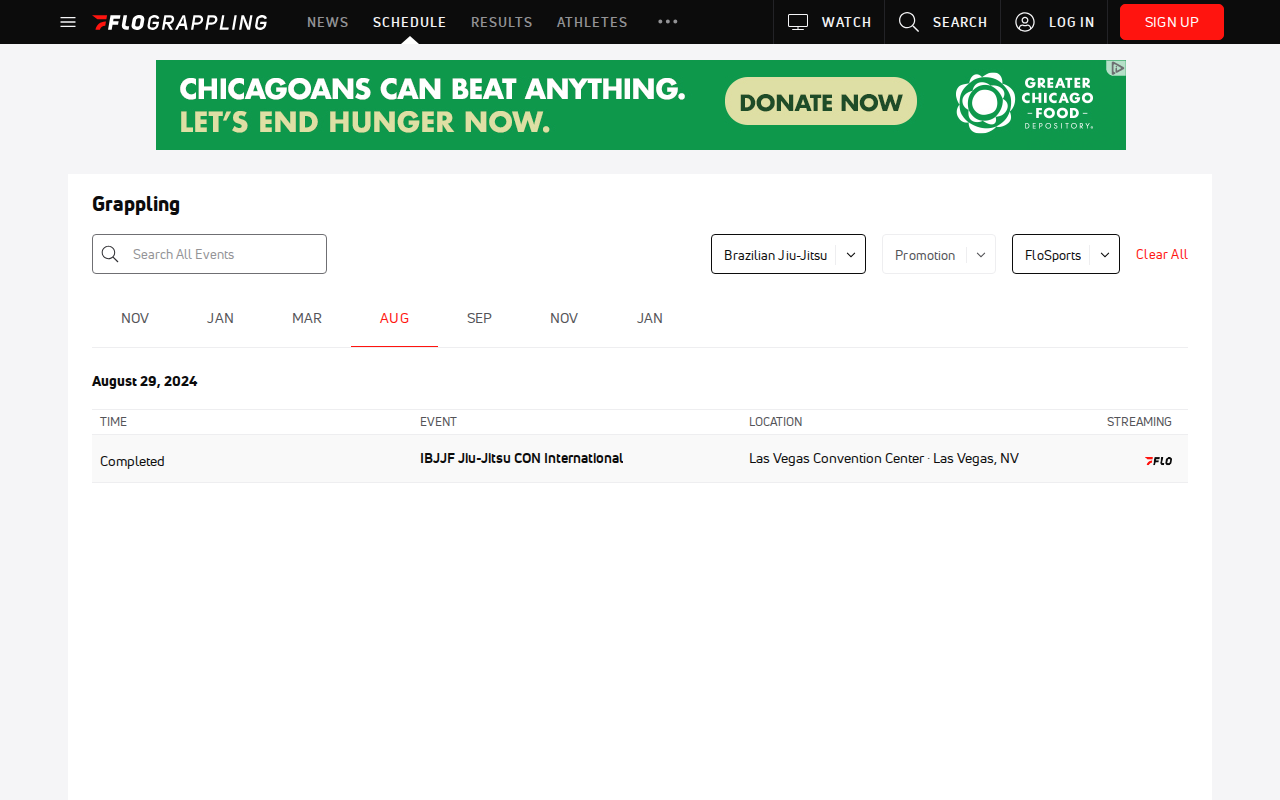 FLOGRAPPLING NEWS SCHEDULE RESULTS ATHLETES WATCH SEARCH LOG IN SIGN UP
CHICAGOANS CAN BEAT ANYTHING.
LET'S END HUNGER NOW.
DONATE NOW
GREATER
CHICAGO
-FOOD-
DEPOSITORY
Grappling
Search All Events Brazilian Jiu-Jitsu Promotion FloSports Clear All
NOV JAN MAR AUG SEP NOV JAN
August 29, 2024
TIME EVENT LOCATION STREAMING
Completed IBJJF Jiu-Jitsu CON International Las Vegas Convention Center · Las Vegas, NV FLO